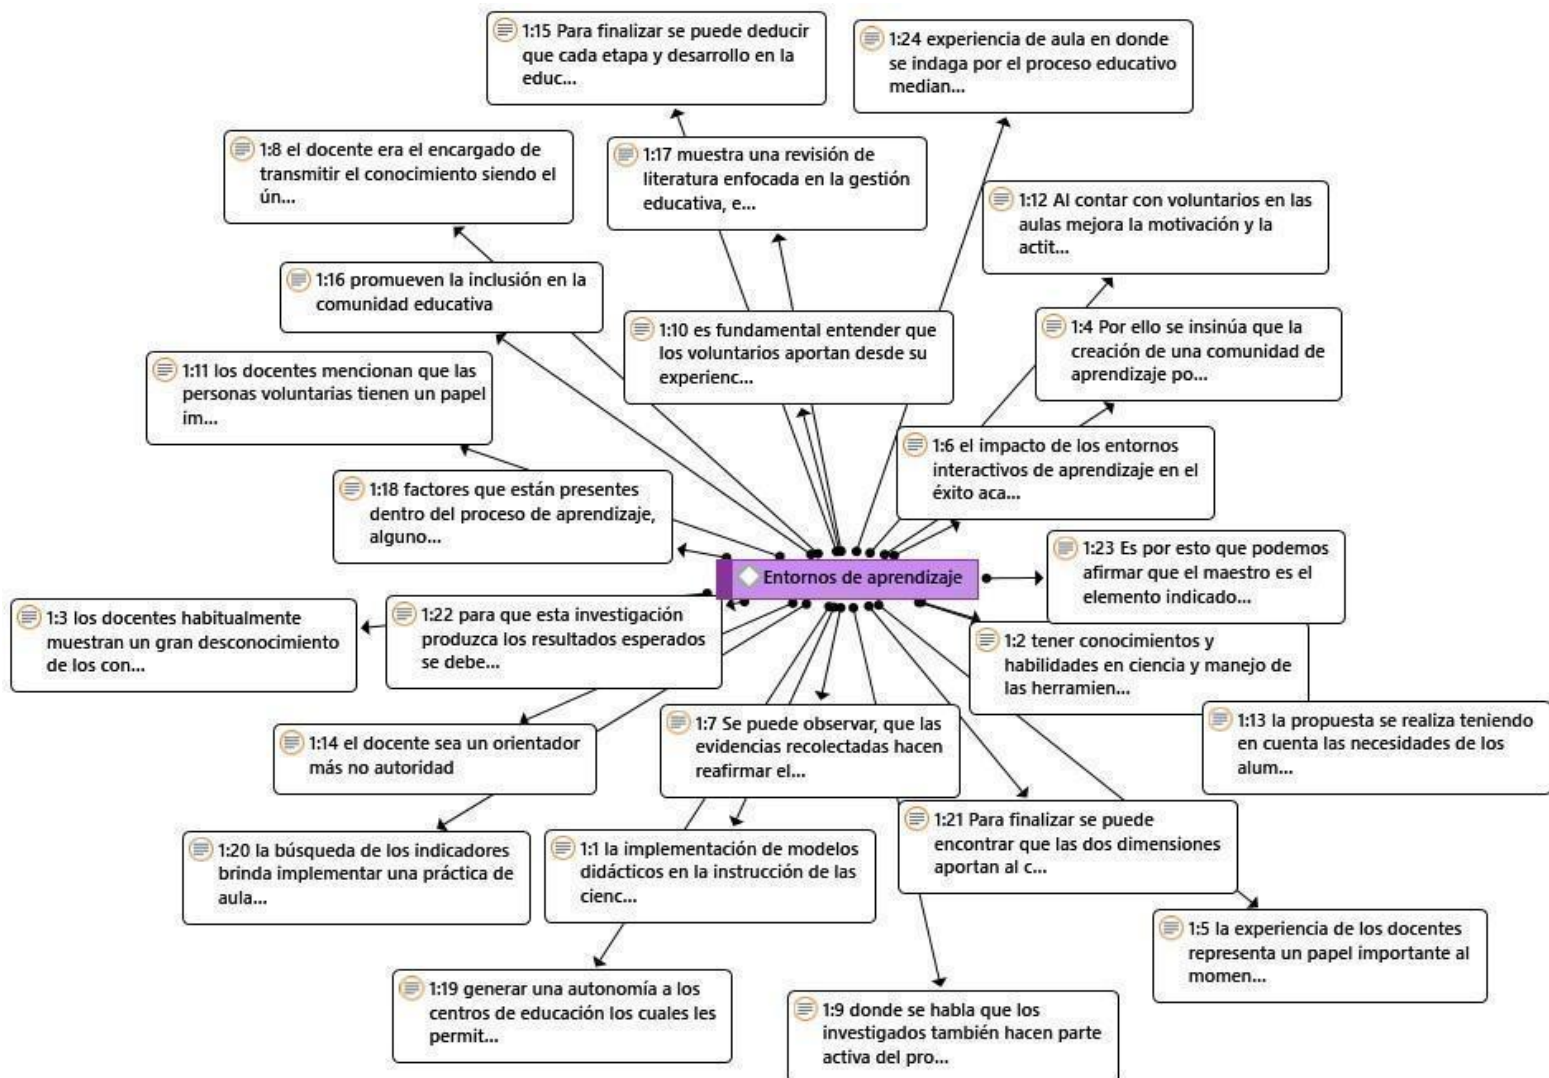 1:15 Para finalizar se puede deducir
que cada etapa y desarrollo en la
educ...
1:24 experiencia de aula en donde
se indaga por el proceso educativo
median...
1:8 el docente era el encargado de
transmitir el conocimiento siendo el
ún...
1:17 muestra una revisión de
literatura enfocada en la gestión
educativa, e...
1:12 Al contar con voluntarios en las
aulas mejora la motivación y la
actit...
1:16 promueven la inclusión en la
comunidad educativa
1:10 es fundamental entender que
los voluntarios aportan desde su
experienc...
1:4 Por ello se insinúa que la
creación de una comunidad de
aprendizaje po...
1:11 los docentes mencionan que las
personas voluntarias tienen un papel
im...
1:6 el impacto de los entornos
interactivos de aprendizaje en el
éxito aca...
1:18 factores que están presentes
dentro del proceso de aprendizaje,
alguno...
1:23 Es por esto que podemos
afirmar que el maestro es el
elemento indicado...
Entornos de aprendizaje
1:3 los docentes habitualmente
muestran un gran desconocimiento
de los con...
1:22 para que esta investigación
produzca los resultados esperados
se debe...
1:2 tener conocimientos y
habilidades en ciencia y manejo de
las herramien...
1:14 el docente sea un orientador
más no autoridad
1:7 Se puede observar, que las
evidencias recolectadas hacen
reafirmar el...
1:13 la propuesta se realiza teniendo
en cuenta las necesidades de los
alum...
1:20 la búsqueda de los indicadores
brinda implementar una práctica de
aula...
1:1 la implementación de modelos
didácticos en la instrucción de las
cienc...
1:21 Para finalizar se puede
encontrar que las dos dimensiones
aportan al c...
1:5 la experiencia de los docentes
representa un papel importante al
momen...
1:19 generar una autonomía a los
centros de educación los cuales les
permit...
1:9 donde se habla que los
investigados también hacen parte
activa del pro...